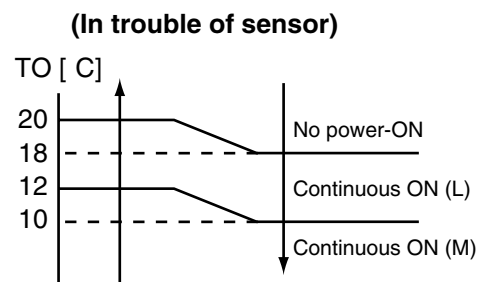 (In trouble of sensor)
TO [ C]
20
No power-ON
18
12
Continuous ON (L)
10
Continuous ON (M)